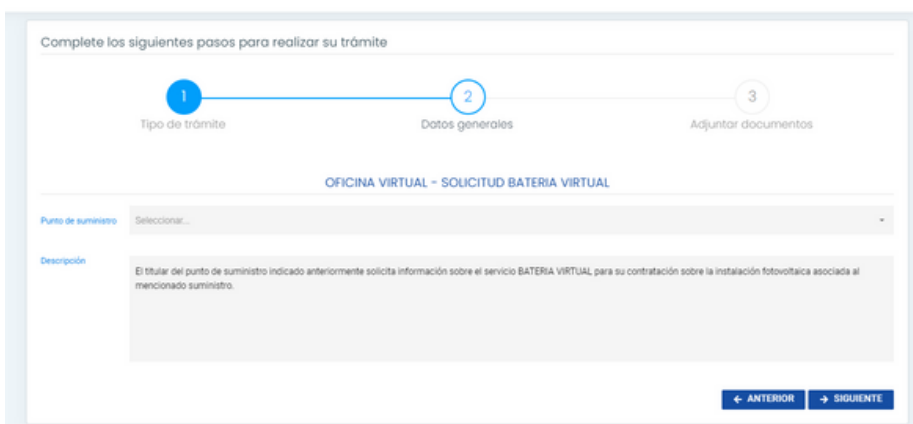 Complete los siguientes pasos para realizar su trámite
1
2
3
Tipo de trámite
Datos generales
Adjuntar documentos
OFICINA VIRTUAL - SOLICITUD BATERIA VIRTUAL
Punto de suministro
Seleccionar...
Descripción
El titular del punto de suministro indicado anteriormente solicita información sobre el servicio BATERIA VIRTUAL para su contratación sobre la instalación fotovoltaica asociada al
mencionado suministro.
← ANTERIOR
→ SIGUIENTE